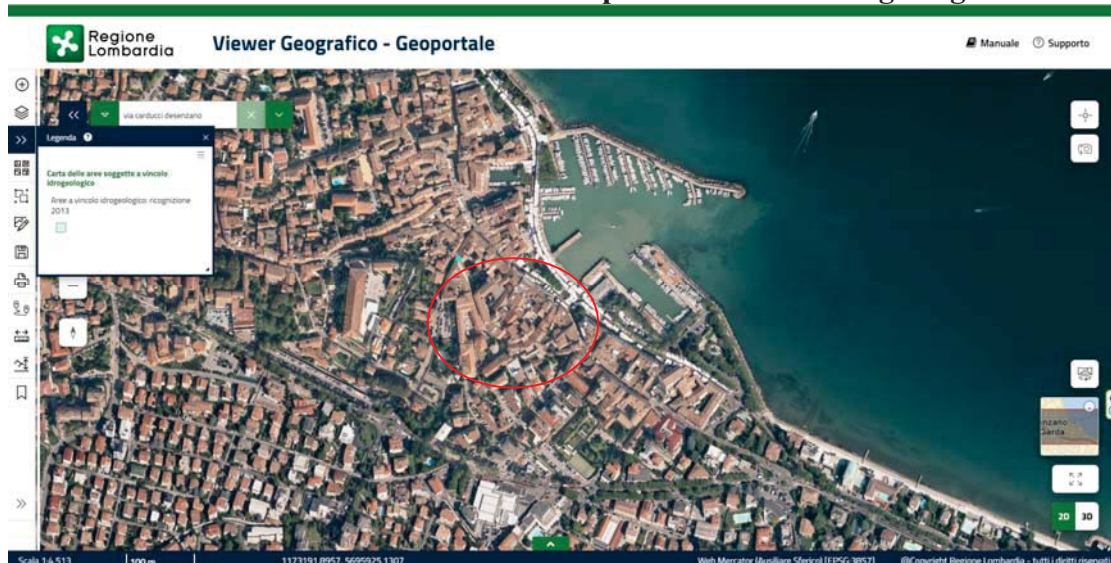 Regione
Lombardia
Viewer Geografico - Geoportale
Manuale
Supporto
via carducci desenzano
Legenda
Carta delle aree soggette a vincolo
idrogeologico
Aree a vincolo idrogeologico: ricognizione
2013
nzano
Garda
2D 3D
Scala 1:4.513
100 m
1173191.8957, 5695925.1307
Web Mercator (Ausiliare Sferico) [EPSG:3857]
@Copyright Regione Lombardia - tutti i diritti riservati